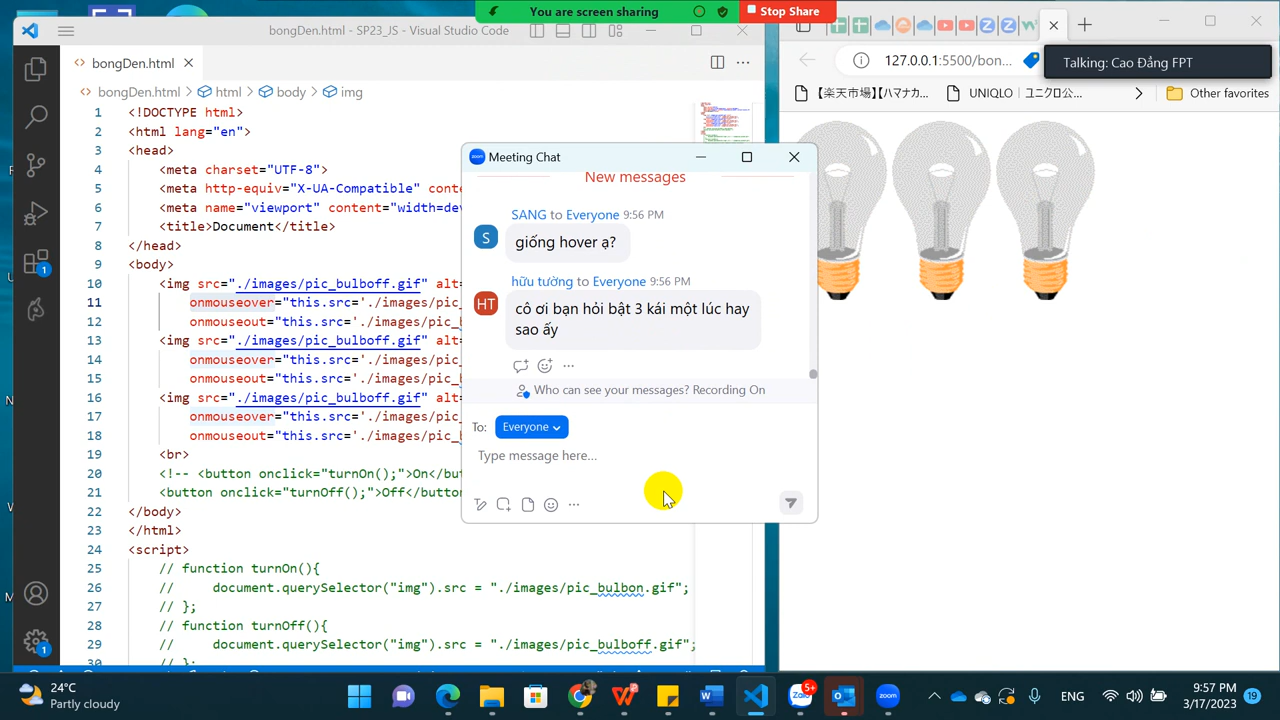 You are screen sharing
Stop Share
bongDen.html - SP23_JS - Visual Studio Code
bongDen.html
bongDen.html > html > body > img
1 <!DOCTYPE html>
2 <html lang="en">
3 <head>
4 <meta charset="UTF-8">
5 <meta http-equiv="X-UA-Compatible" conte
6 <meta name="viewport" content="width=dev
7 <title>Document</title>
8 </head>
9 <body>
10 <img src="./images/pic_bulboff.gif" alt=
11 onmouseover="this.src='./images/pic_
12 onmouseout="this.src='./images/pic_b
13 <img src="./images/pic_bulboff.gif" alt=
14 onmouseover="this.src='./images/pic_
15 onmouseout="this.src='./images/pic_b
16 <img src="./images/pic_bulboff.gif" alt=
17 onmouseover="this.src='./images/pic_
18 onmouseout="this.src='./images/pic_b
19 <br>
20 <!-- <button onclick="turnOn();">On</but
21 <button onclick="turnOff();">Off</button
22 </body>
23 </html>
24 <script>
25 // function turnOn(){
26 // document.querySelector("img").src = "./images/pic_bulbon.gif";
27 // };
28 // function turnOff(){
29 // document.querySelector("img").src = "./images/pic_bulboff.gif";
30 // };
Meeting Chat
New messages
SANG to Everyone 9:56 PM
S
giống hover ạ?
hữu tường to Everyone 9:56 PM
HT
cô ơi bạn hỏi bật 3 kái một lúc hay
sao ấy
Who can see your messages? Recording On
To: Everyone
Type message here...
127.0.0.1:5500/bon...
Talking: Cao Đẳng FPT
【楽天市場】【ハマナカ...
UNIQLO | ユニクロ公...
Other favorites
24°C
Partly cloudy
5+
ENG
9:57 PM
3/17/2023
19